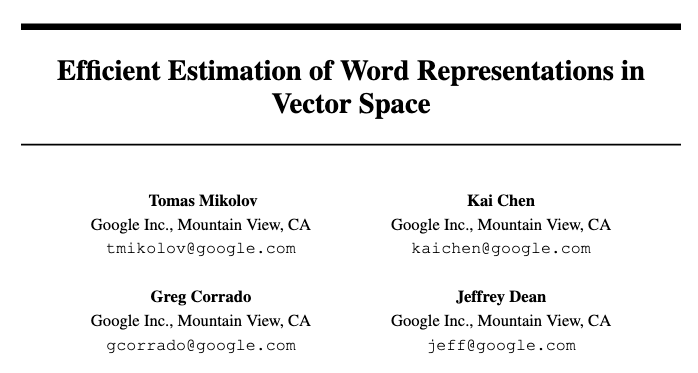 Efficient Estimation of Word Representations in
Vector Space
Tomas Mikolov
Google Inc., Mountain View, CA
tmikolov@google.com
Kai Chen
Google Inc., Mountain View, CA
kaichen@google.com
Greg Corrado
Google Inc., Mountain View, CA
gcorrado@google.com
Jeffrey Dean
Google Inc., Mountain View, CA
jeff@google.com